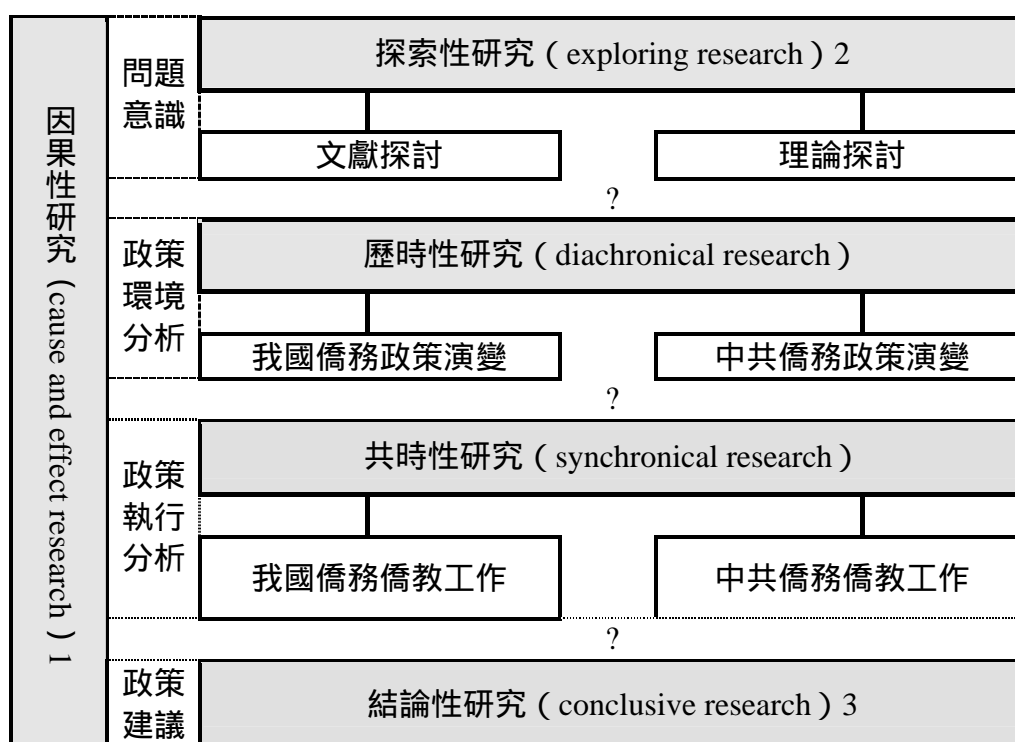 因果性研究（cause and effect research）1
問題
意識
探索性研究（exploring research）2
文獻探討
理論探討
?
政策
環境
分析
歷時性研究（diachronical research）
我國僑務政策演變
中共僑務政策演變
?
政策
執行
分析
共時性研究（synchronical research）
我國僑務僑教工作
中共僑務僑教工作
?
政策
建議
結論性研究（conclusive research）3